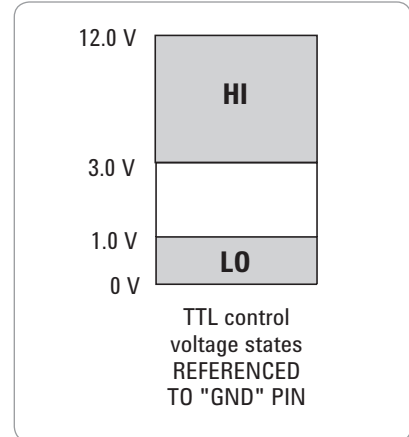 12.0 V
HI
3.0 V
1.0 V
LO
0 V
TTL control
voltage states
REFERENCED
TO "GND" PIN